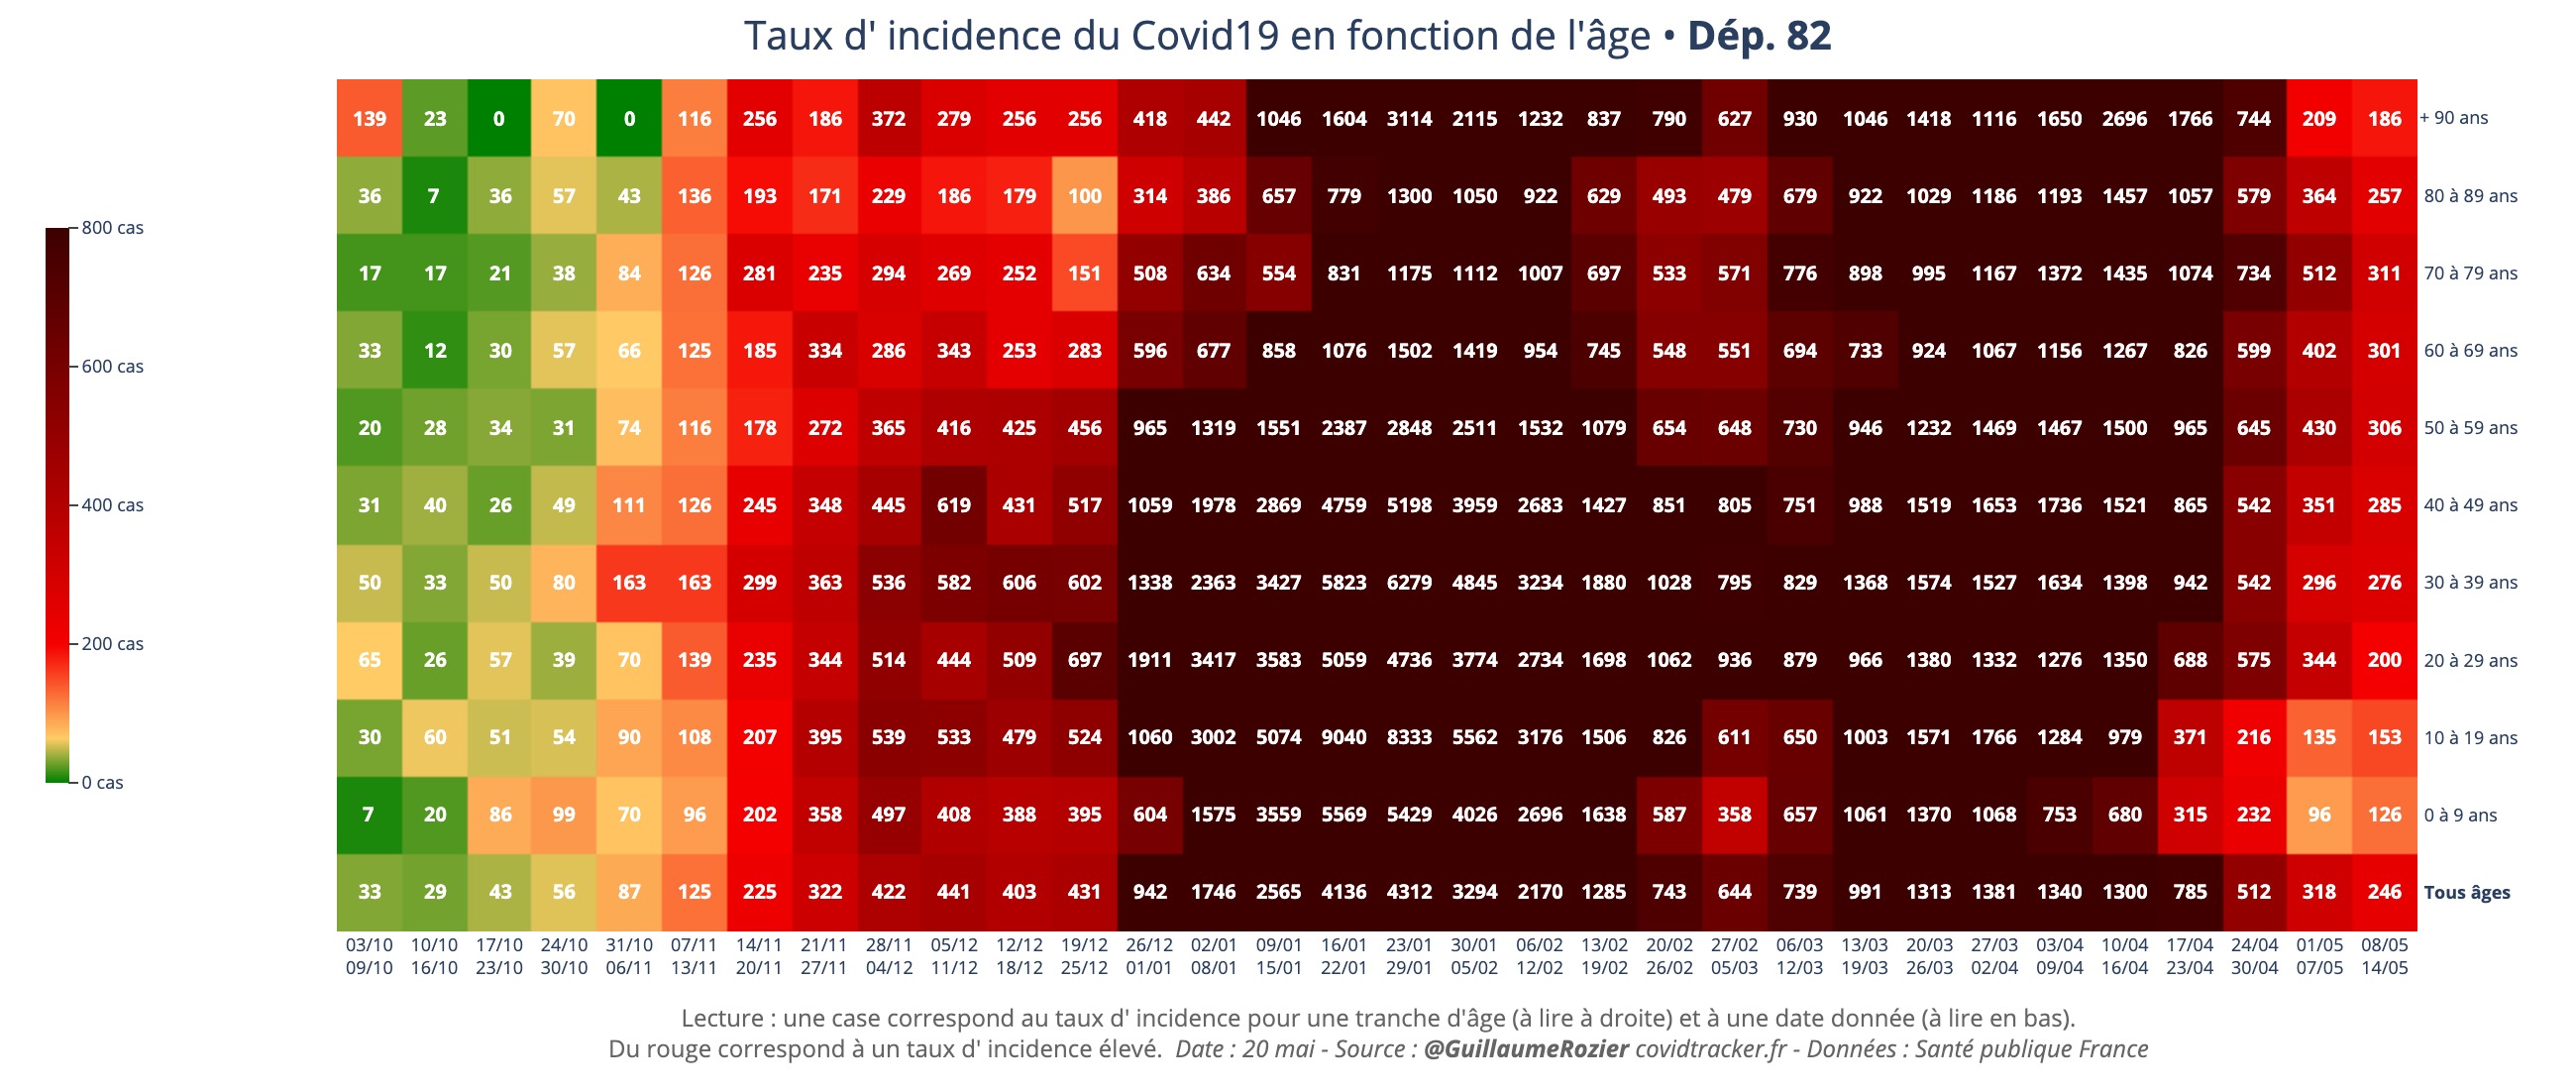 Taux d' incidence du Covid19 en fonction de l'âge • Dép. 82
139 23 0 70 0 116 256 186 372 279 256 256 418 442 1046 1604 3114 2115 1232 837 790 627 930 1046 1418 1116 1650 2696 1766 744 209 186 + 90 ans
36 7 36 57 43 136 193 171 229 186 179 100 314 386 657 779 1300 1050 922 629 493 479 679 922 1029 1186 1193 1457 1057 579 364 257 80 à 89 ans
800 cas
17 17 21 38 84 126 281 235 294 269 252 151 508 634 554 831 1175 1112 1007 697 533 571 776 898 995 1167 1372 1435 1074 734 512 311 70 à 79 ans
33 12 30 57 66 125 185 334 286 343 253 283 596 677 858 1076 1502 1419 954 745 548 551 694 733 924 1067 1156 1267 826 599 402 301 60 à 69 ans
600 cas
20 28 34 31 74 116 178 272 365 416 425 456 965 1319 1551 2387 2848 2511 1532 1079 654 648 730 946 1232 1469 1467 1500 965 645 430 306 50 à 59 ans
400 cas
31 40 26 49 111 126 245 348 445 619 431 517 1059 1978 2869 4759 5198 3959 2683 1427 851 805 751 988 1519 1653 1736 1521 865 542 351 285 40 à 49 ans
50 33 50 80 163 163 299 363 536 582 606 602 1338 2363 3427 5823 6279 4845 3234 1880 1028 795 829 1368 1574 1527 1634 1398 942 542 296 276 30 à 39 ans
200 cas
65 26 57 39 70 139 235 344 514 444 509 697 1911 3417 3583 5059 4736 3774 2734 1698 1062 936 879 966 1380 1332 1276 1350 688 575 344 200 20 à 29 ans
30 60 51 54 90 108 207 395 539 533 479 524 1060 3002 5074 9040 8333 5562 3176 1506 826 611 650 1003 1571 1766 1284 979 371 216 135 153 10 à 19 ans
0 cas
7 20 86 99 70 96 202 358 497 408 388 395 604 1575 3559 5569 5429 4026 2696 1638 587 358 657 1061 1370 1068 753 680 315 232 96 126 0 à 9 ans
33 29 43 56 87 125 225 322 422 441 403 431 942 1746 2565 4136 4312 3294 2170 1285 743 644 739 991 1313 1381 1340 1300 785 512 318 246 Tous âges
03/10 10/10 17/10 24/10 31/10 07/11 14/11 21/11 28/11 05/12 12/12 19/12 26/12 02/01 09/01 16/01 23/01 30/01 06/02 13/02 20/02 27/02 06/03 13/03 20/03 27/03 03/04 10/04 17/04 24/04 01/05 08/05
09/10 16/10 23/10 30/10 06/11 13/11 20/11 27/11 04/12 11/12 18/12 25/12 01/01 08/01 15/01 22/01 29/01 05/02 12/02 19/02 26/02 05/03 12/03 19/03 26/03 02/04 09/04 16/04 23/04 30/04 07/05 14/05
Lecture : une case correspond au taux d' incidence pour une tranche d'âge (à lire à droite) et à une date donnée (à lire en bas).
Du rouge correspond à un taux d' incidence élevé. Date : 20 mai - Source : @GuillaumeRozier covidtracker.fr - Données : Santé publique France